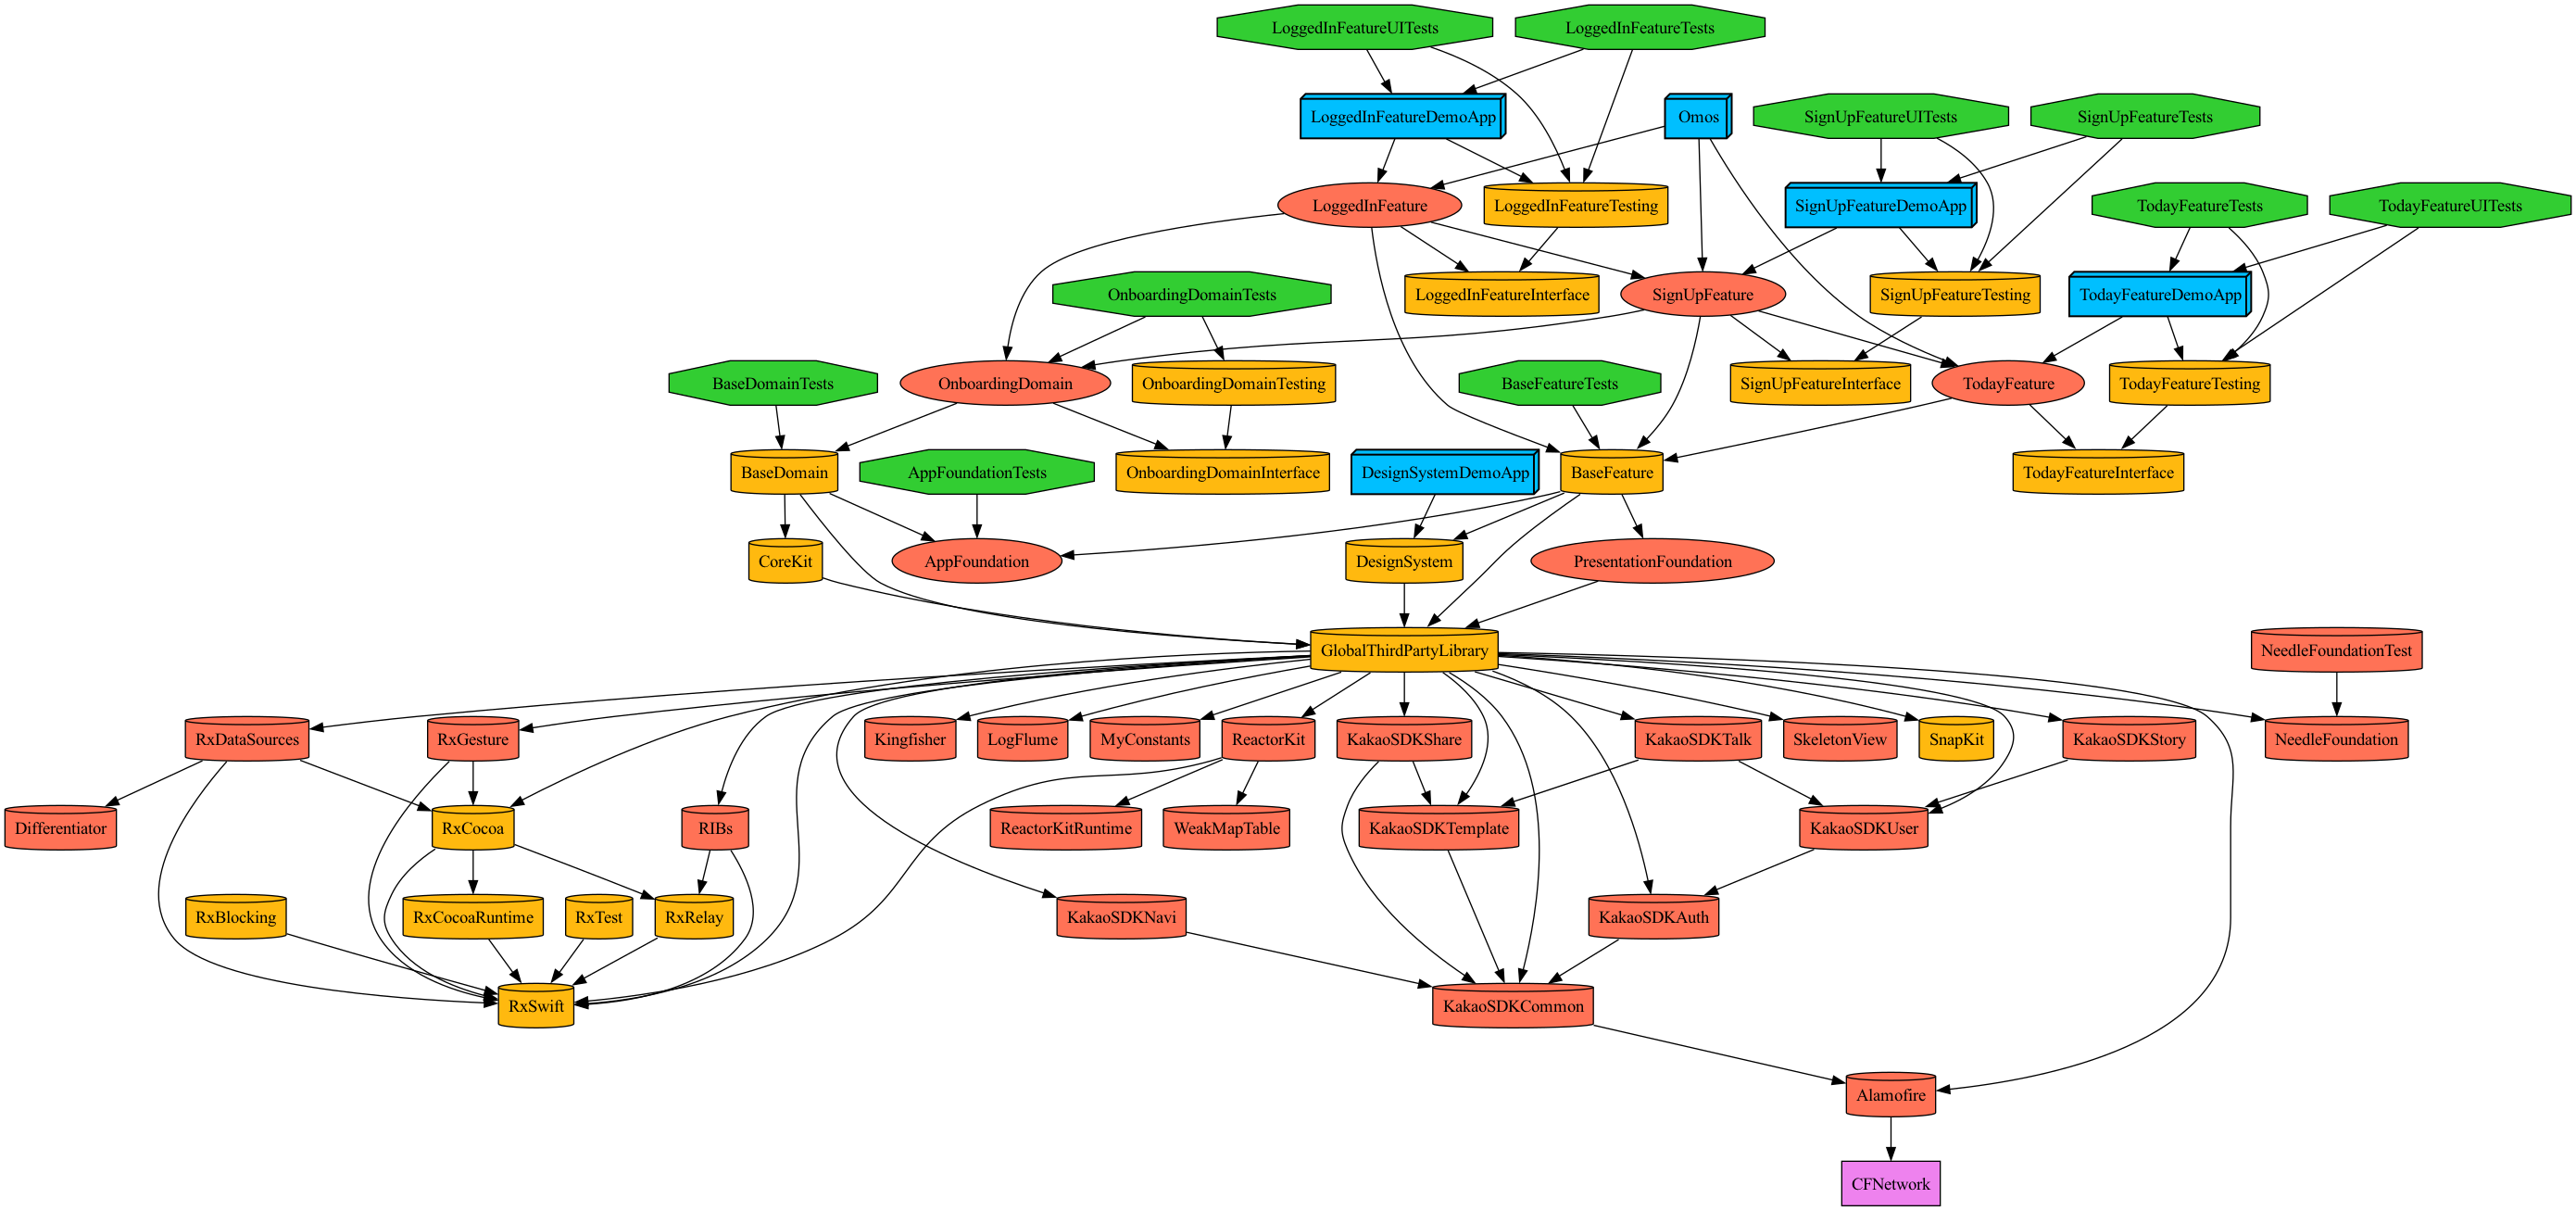 LoggedInFeatureUITests
LoggedInFeatureTests
LoggedInFeatureDemoApp
Omos
SignUpFeatureUITests
SignUpFeatureTests
LoggedInFeature
LoggedInFeatureTesting
SignUpFeatureDemoApp
TodayFeatureTests
TodayFeatureUITests
OnboardingDomainTests
LoggedInFeatureInterface
SignUpFeature
SignUpFeatureTesting
TodayFeatureDemoApp
BaseDomainTests
OnboardingDomain
OnboardingDomainTesting
BaseFeatureTests
SignUpFeatureInterface
TodayFeature
TodayFeatureTesting
BaseDomain
AppFoundationTests
OnboardingDomainInterface
DesignSystemDemoApp
BaseFeature
TodayFeatureInterface
CoreKit
AppFoundation
DesignSystem
PresentationFoundation
GlobalThirdPartyLibrary
NeedleFoundationTest
RxDataSources
RxGesture
Kingfisher
LogFlume
MyConstants
ReactorKit
KakaoSDKShare
KakaoSDKTalk
SkeletonView
SnapKit
KakaoSDKStory
NeedleFoundation
Differentiator
RxCocoa
RIBs
ReactorKitRuntime
WeakMapTable
KakaoSDKTemplate
KakaoSDKUser
RxBlocking
RxCocoaRuntime
RxTest
RxRelay
KakaoSDKNavi
KakaoSDKAuth
RxSwift
KakaoSDKCommon
Alamofire
CFNetwork